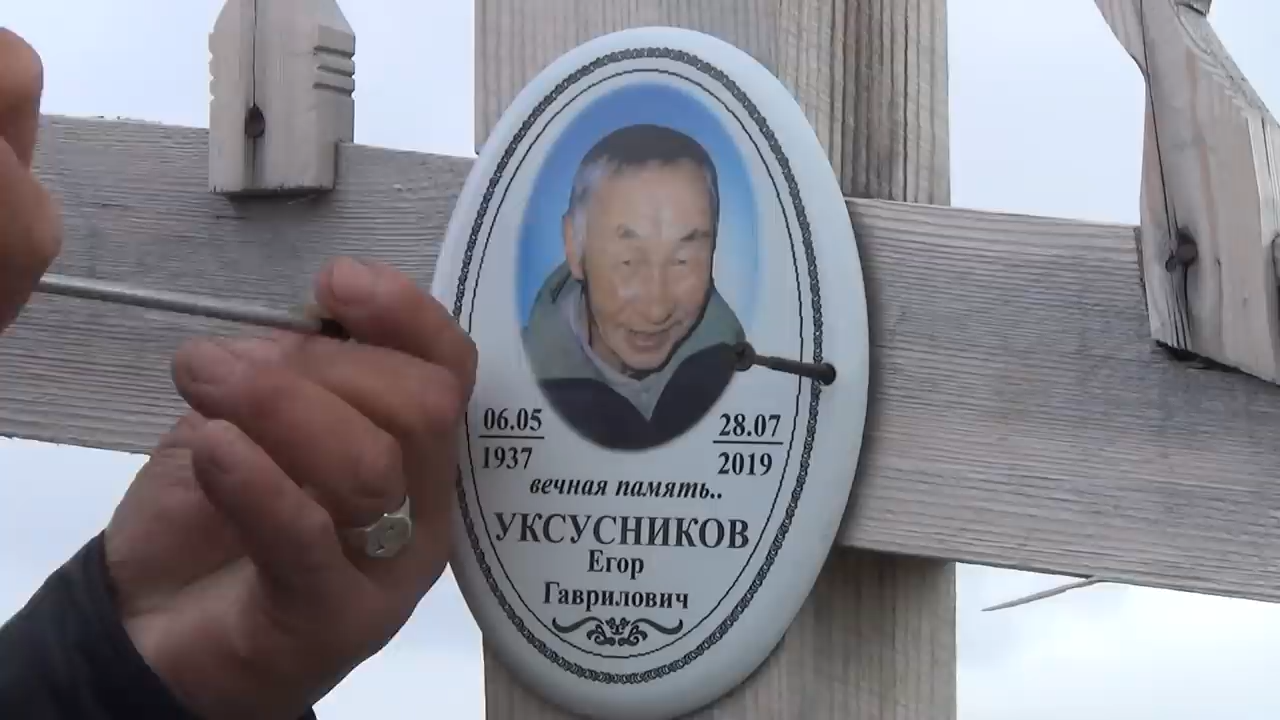 06.05 28.07
1937 2019
вечная память..
УКСУСНИКОВ
Егор
Гаврилович